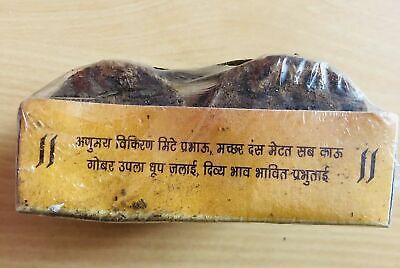 ॥ अणुमय विकिरण मिटे प्रभाऊ, मच्छर दंस मेटत सब काऊ
गोबर उपला धूप जलाई, दिव्य भाव भावित प्रभुताई ॥